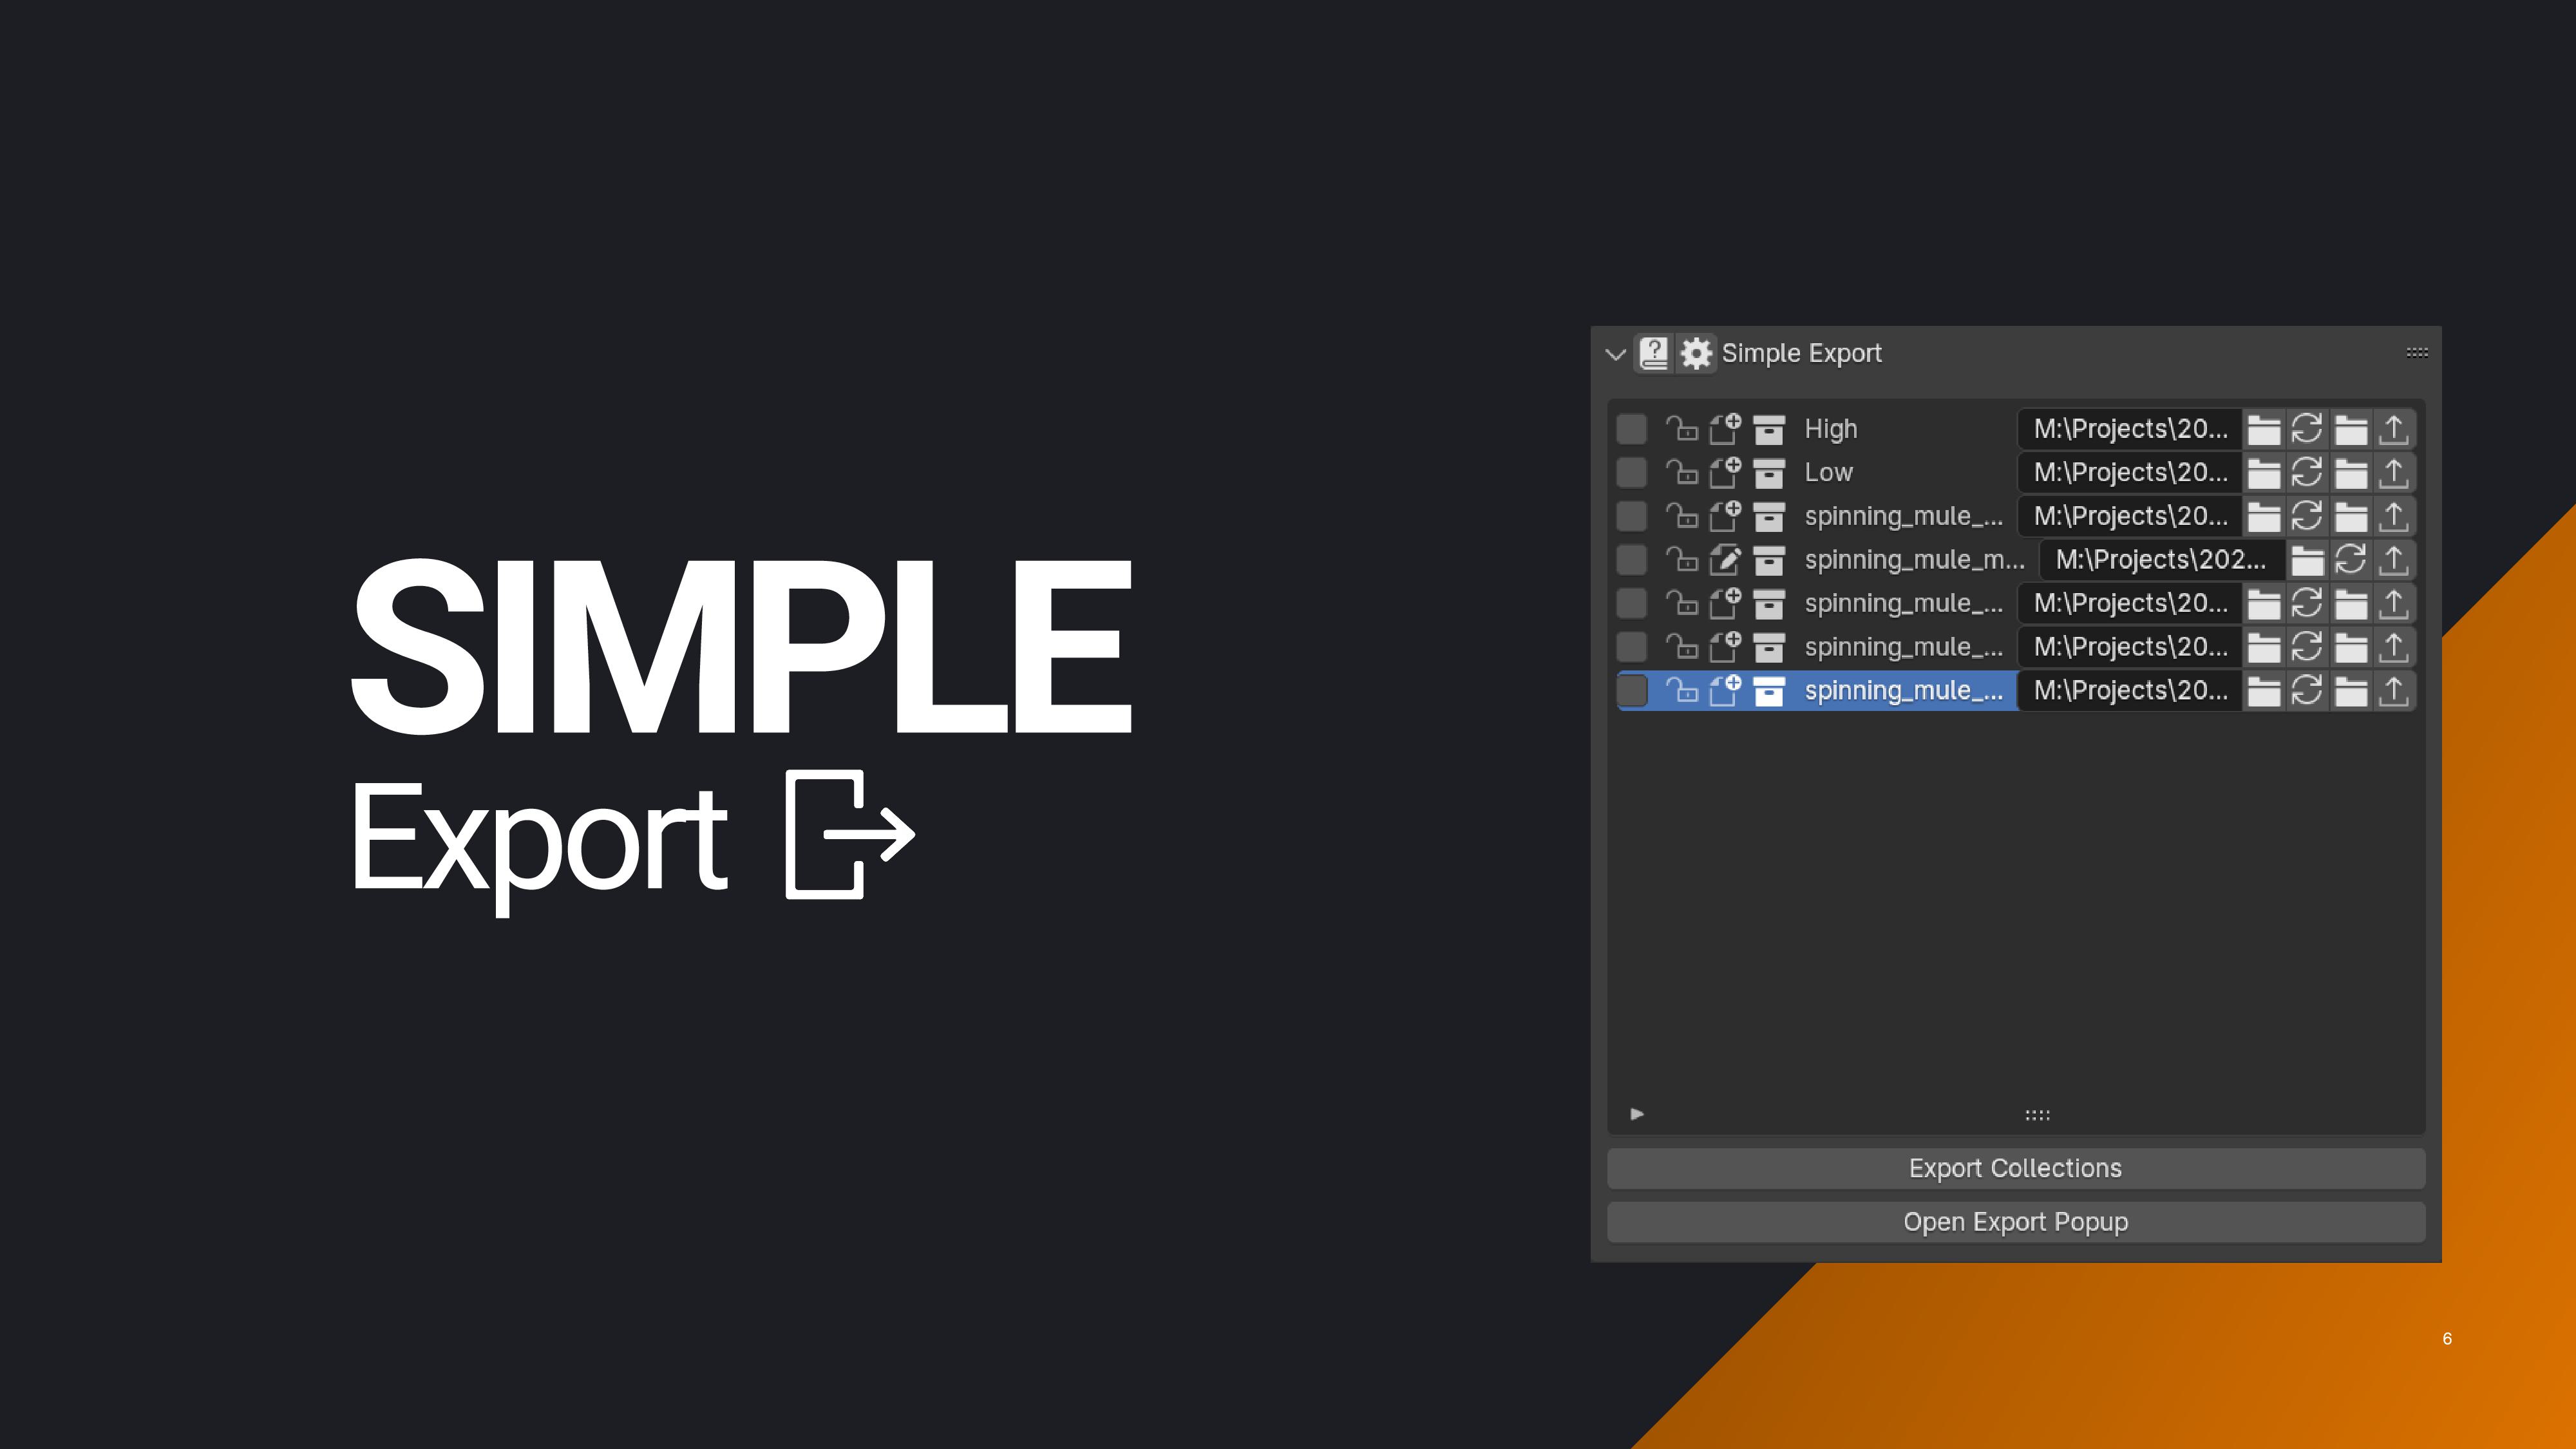 SIMPLE
Export
Simple Export
High M:\Projects\20...
Low M:\Projects\20...
spinning_mule_... M:\Projects\20...
spinning_mule_m... M:\Projects\202...
spinning_mule_... M:\Projects\20...
spinning_mule_... M:\Projects\20...
spinning_mule_... M:\Projects\20...
Export Collections
Open Export Popup
6